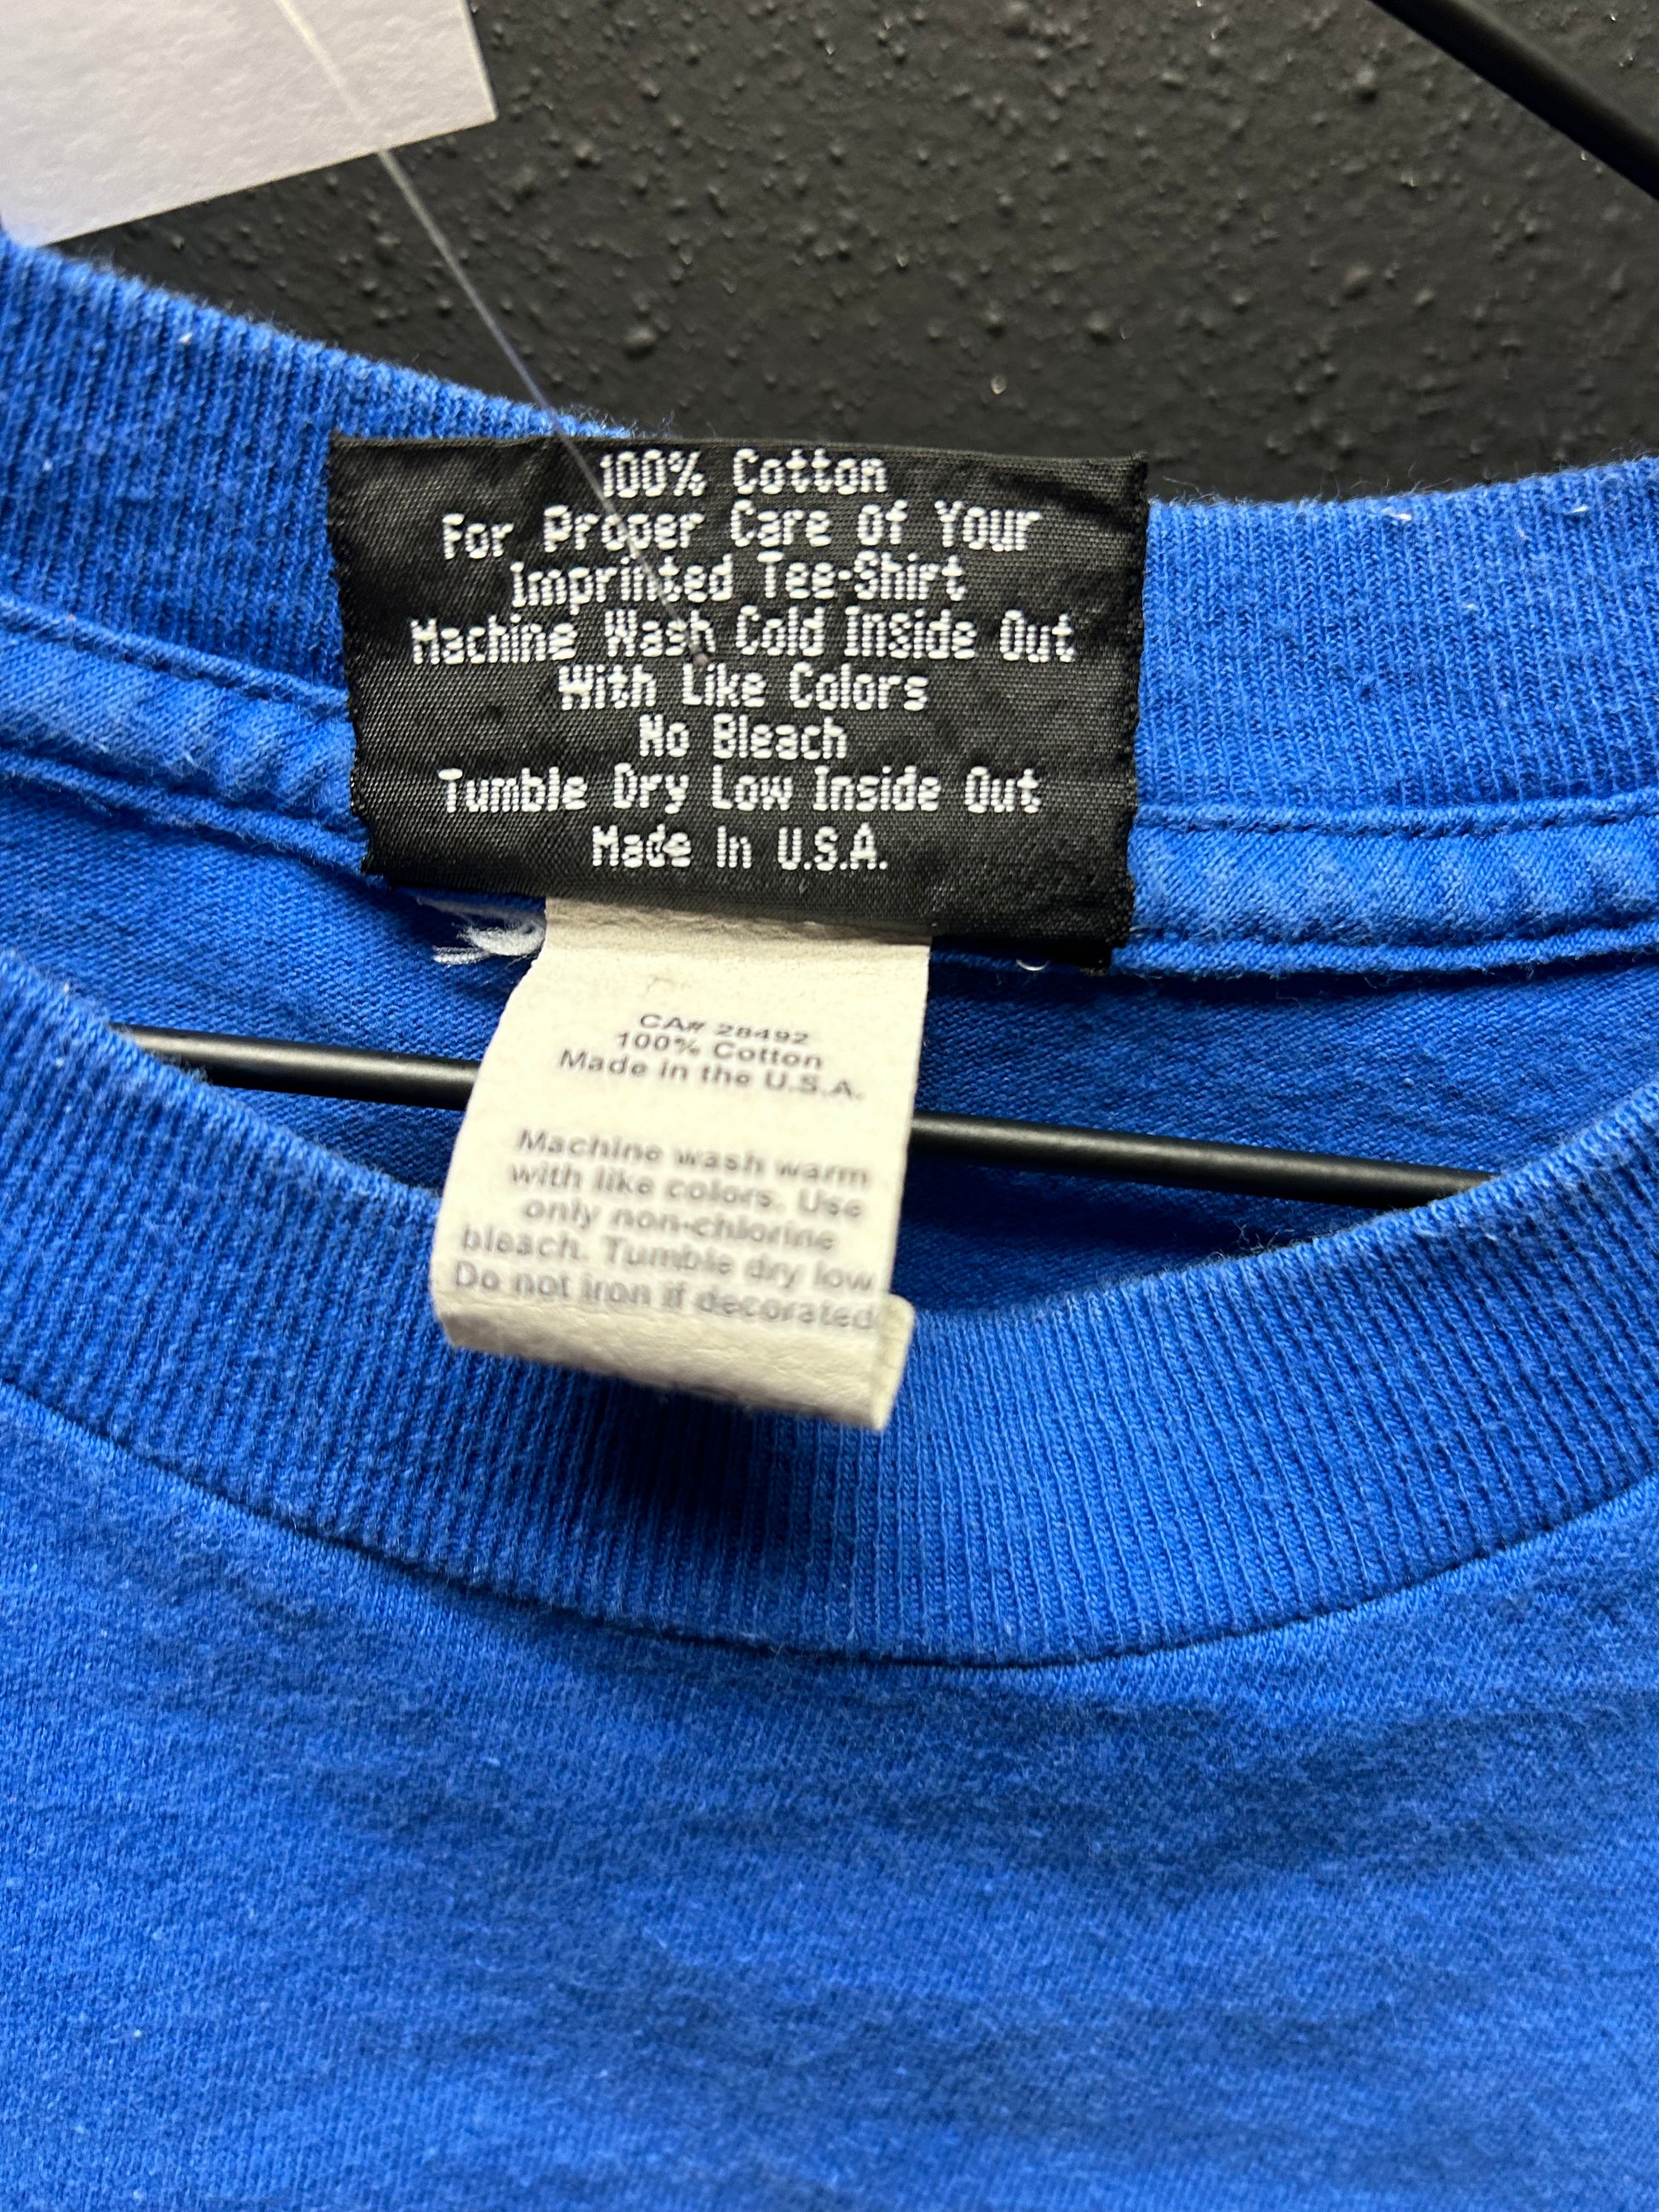 100% Cotton
For Proper Care Of Your
Imprinted Tee-Shirt
Machine Wash Cold Inside Out
With Like Colors
No Bleach
Tumble Dry Low Inside Out
Made In U.S.A.
CA# 28492
100% Cotton
Made in the U.S.A.
Machine wash warm
with like colors. Use
only non-chlorine
bleach. Tumble dry low
Do not iron if decorated